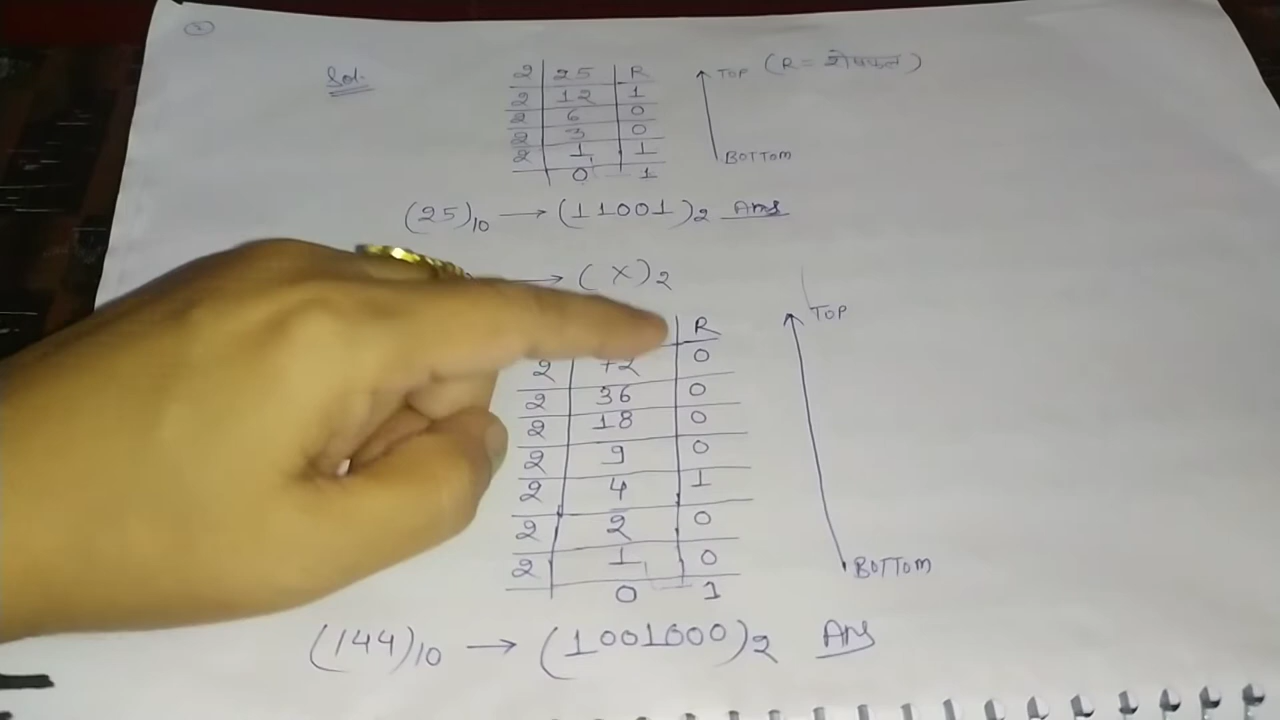 2
Sol.
2 | 25 | R
2 | 12 | 1
2 | 6 | 0
2 | 3 | 0
2 | 1 | 1
0 1
TOP (R = शेषफल)
BOTTOM
(25)10 → (11001)2 Ans
→ (X)2
R
2 | 72 | 0
2 | 36 | 0
2 | 18 | 0
2 | 9 | 0
2 | 4 | 1
2 | 2 | 0
2 | 1 | 0
0 1
TOP
BOTTOM
(144)10 → (1001000)2 Ans